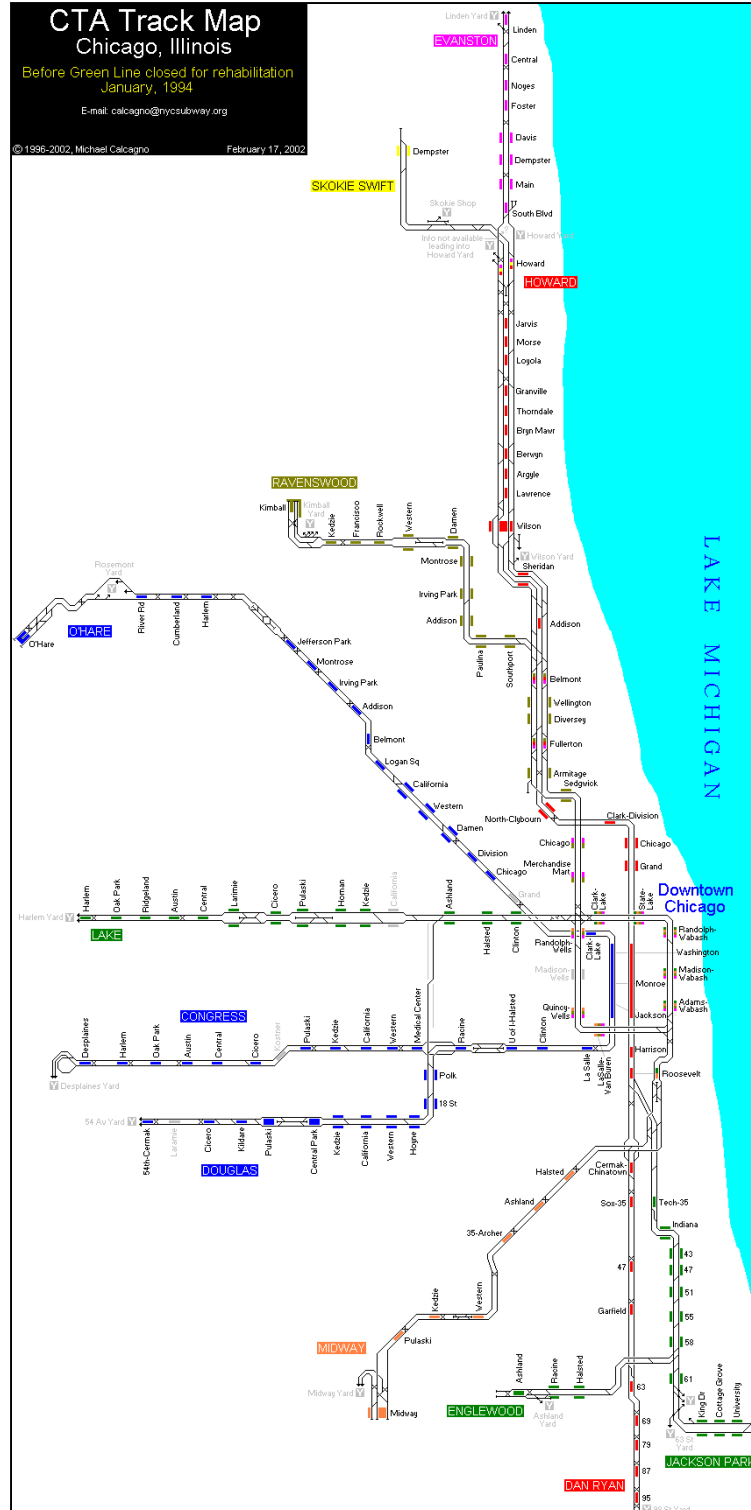 CTA Track Map
Chicago, Illinois
Before Green Line closed for rehabilitation
January, 1994
E-mail: calcagno@nycsubway.org
© 1996-2002, Michael Calcagno
February 17, 2002
Linden Yard Y
Linden
EVANSTON
Central
Noyes
Foster
Davis
Dempster
Main
South Blvd
Dempster
SKOKIE SWIFT
Skokie Shop
Y
Info not available
leading into
Howard Yard
Y
Y Howard Yard
Howard
HOWARD
Jarvis
Morse
Loyola
Granville
Thorndale
Bryn Mawr
Berwyn
Argyle
Lawrence
Wilson
Y Wilson Yard
Sheridan
Addison
Belmont
Wellington
Diversey
Fullerton
Armitage
Sedgwick
RAVENSWOOD
Kimball
Kimball
Yard
Y
Kedzie
Francisco
Rockwell
Western
Damen
Montrose
Irving Park
Addison
Paulina
Southport
LAKE MICHIGAN
Rosemont
Yard
Y
O'HARE
O'Hare
River Rd
Cumberland
Harlem
Jefferson Park
Montrose
Irving Park
Addison
Belmont
Logan Sq
California
Western
Damen
Division
Chicago
Grand
North-Clybourn
Clark-Division
Chicago
Merchandise
Mart
Chicago
Grand
Downtown
Chicago
Harlem Yard Y
LAKE
Harlem
Oak Park
Ridgeland
Austin
Central
Laramie
Cicero
Pulaski
Homan
Kedzie
California
Ashland
Halsted
Clinton
Clark-
Lake
State-
Lake
Randolph-
Wells
Clark-
Lake
Randolph-
Wabash
Washington
Madison-
Wells
Madison-
Wabash
Monroe
Quincy-
Wells
Adams-
Wabash
Jackson
Harrison
La Salle
LaSalle-
Van Buren
Roosevelt
CONGRESS
Desplaines
Harlem
Oak Park
Austin
Central
Cicero
Kostner
Pulaski
Kedzie
California
Western
Medical Center
Racine
U of I-Halsted
Clinton
Y Desplaines Yard
Polk
18 St
54 Av Yard Y
54th-Cermak
Laramie
Cicero
Kildare
Pulaski
Central Park
Kedzie
California
Western
Hoyne
DOUGLAS
Halsted
Ashland
35-Archer
Western
Kedzie
Pulaski
MIDWAY
Midway Yard Y
Midway
Cermak-
Chinatown
Sox-35
Tech-35
Indiana
43
47
51
55
58
61
47
Garfield
63
69
79
87
95
Y 98 St Yard
DAN RYAN
Ashland
Racine
Halsted
ENGLEWOOD
Y
Ashland
Yard
Y
63 St
Yard
King Dr
Cottage Grove
University
JACKSON PARK